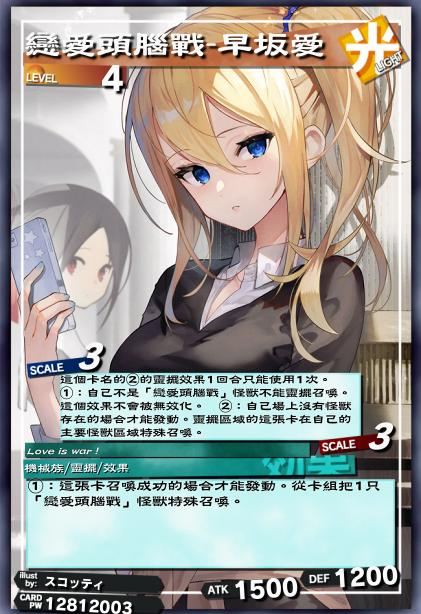 戀愛頭腦戰-早坂愛
光
LIGHT
LEVEL 4
SCALE 3
這個卡名的②的靈擺效果1回合只能使用1次。
①：自己不是「戀愛頭腦戰」怪獸不能靈擺召喚。
這個效果不會被無效化。 ②：自己場上沒有怪獸
存在的場合才能發動。靈擺區域的這張卡在自己的
主要怪獸區域特殊召喚。
SCALE 3
Love is war!
機械族/靈擺/效果
①：這張卡召喚成功的場合才能發動。從卡組把1只
「戀愛頭腦戰」怪獸特殊召喚。
illust by: スコッティ
CARD PW 12812003
ATK 1500
DEF 1200